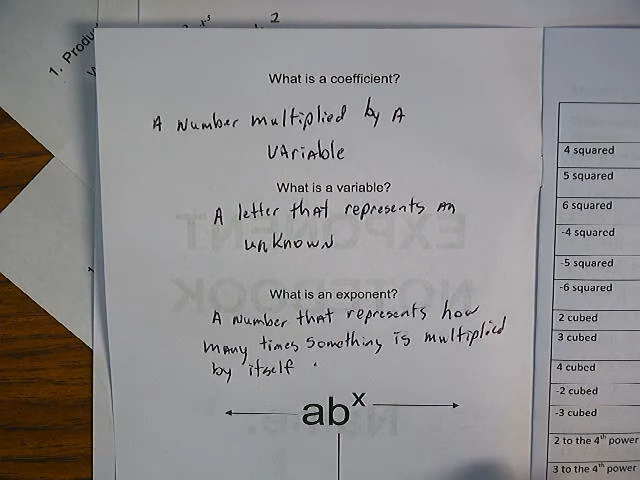 1. Produ
2
What is a coefficient?
A number multiplied by A
VARIABLE
What is a variable?
A letter that represents an
unknown
What is an exponent?
A number that represents how
many times something is multiplied
by itself.
ab^x
4 squared
5 squared
6 squared
-4 squared
-5 squared
-6 squared
2 cubed
3 cubed
4 cubed
-2 cubed
-3 cubed
2 to the 4th power
3 to the 4th power
EXPONENT
NOTEBOOK